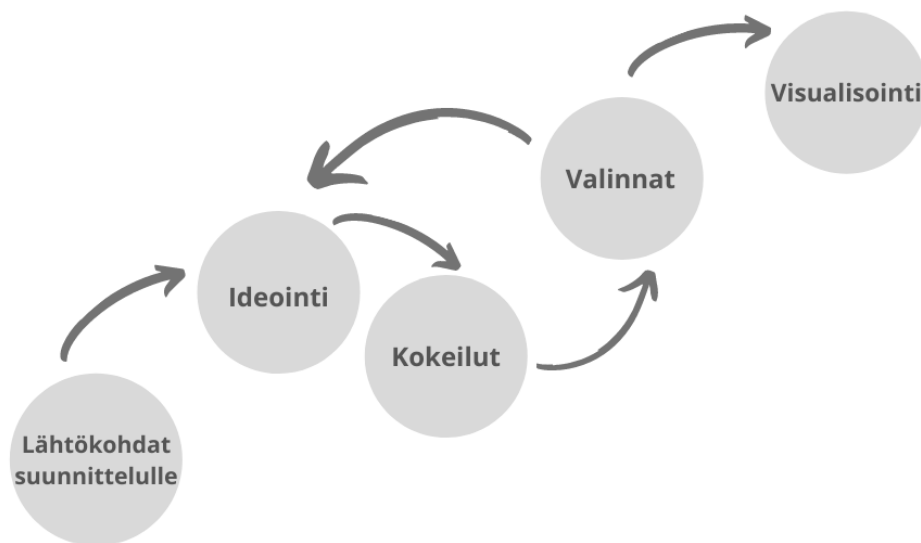 Lähtökohdat
suunnittelulle
Ideointi
Kokeilut
Valinnat
Visualisointi